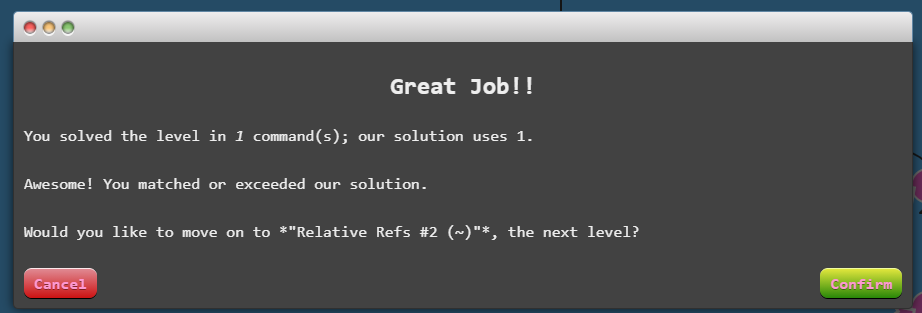 Great Job!!
You solved the level in 1 command(s); our solution uses 1.
Awesome! You matched or exceeded our solution.
Would you like to move on to *"Relative Refs #2 (~)"*, the next level?
Cancel
Confirm